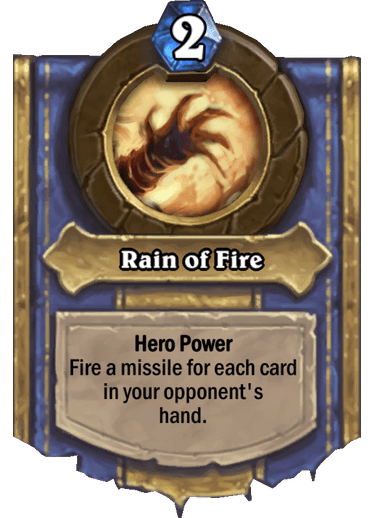 2
Rain of Fire
Hero Power
Fire a missile for each card
in your opponent's
hand.